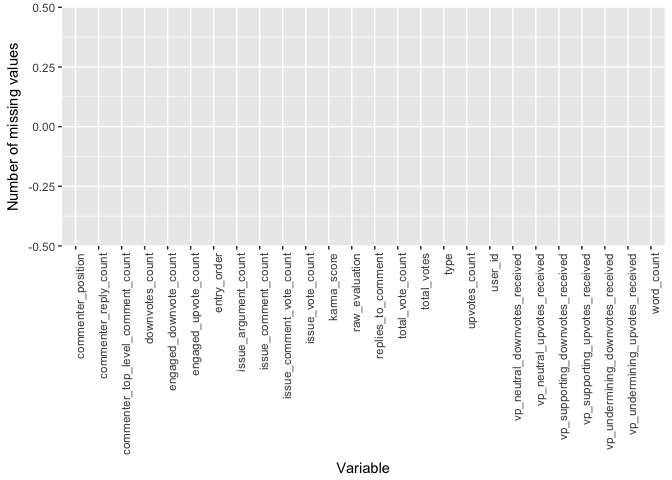 Number of missing values
0.50
0.25
0.00
-0.25
-0.50
commenter_position
commenter_reply_count
commenter_top_level_comment_count
downvotes_count
engaged_downvote_count
engaged_upvote_count
entry_order
issue_argument_count
issue_comment_count
issue_comment_vote_count
issue_vote_count
karma_score
raw_evaluation
replies_to_comment
total_vote_count
total_votes
type
upvotes_count
user_id
vp_neutral_downvotes_received
vp_neutral_upvotes_received
vp_supporting_downvotes_received
vp_supporting_upvotes_received
vp_undermining_downvotes_received
vp_undermining_upvotes_received
word_count
Variable